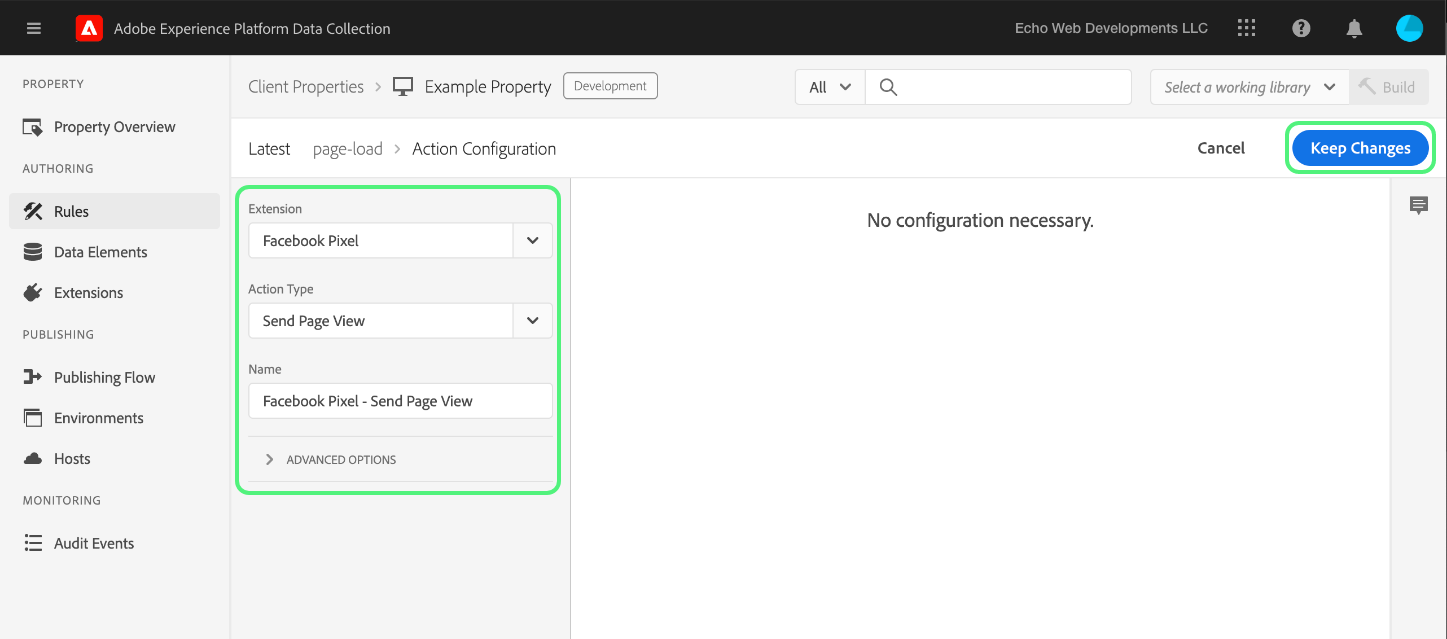 Adobe Experience Platform Data Collection
Echo Web Developments LLC
PROPERTY
Property Overview
AUTHORING
Rules
Data Elements
Extensions
PUBLISHING
Publishing Flow
Environments
Hosts
MONITORING
Audit Events
Client Properties > Example Property Development
All
Select a working library
Build
Latest page-load > Action Configuration
Cancel
Keep Changes
Extension
Facebook Pixel
Action Type
Send Page View
Name
Facebook Pixel - Send Page View
ADVANCED OPTIONS
No configuration necessary.